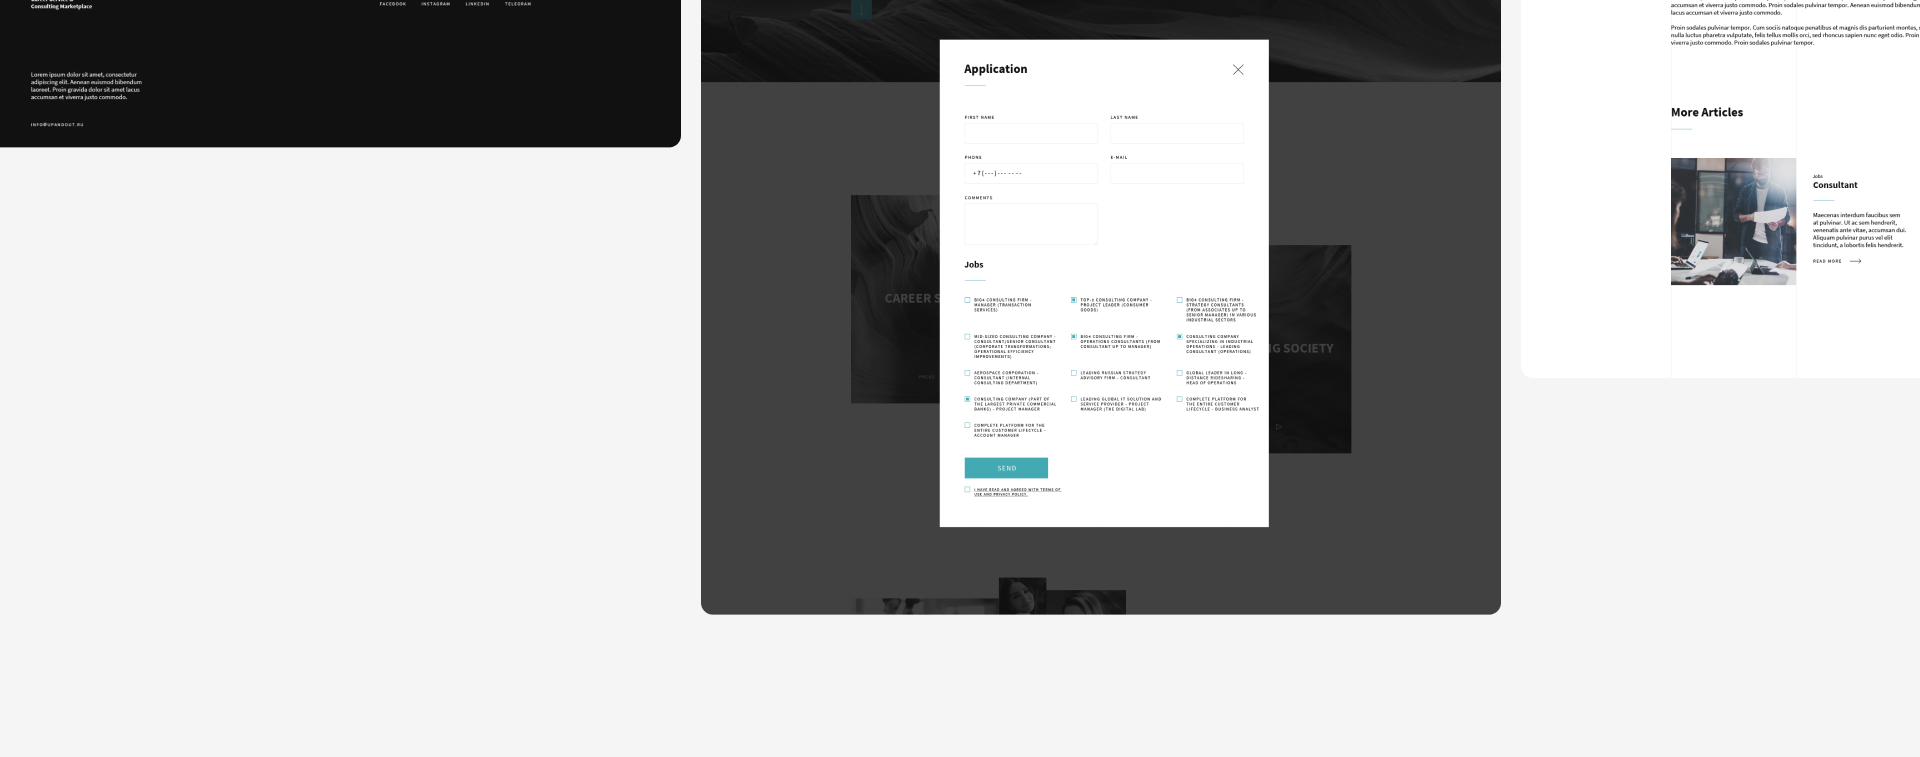 Consulting Marketplace
FACEBOOK INSTAGRAM LINKEDIN TELEGRAM
Lorem ipsum dolor sit amet, consectetur
adipiscing elit. Aenean euismod bibendum
laoreet. Proin gravida dolor sit amet lacus
accumsan et viverra justo commodo.
INFO@UPANDOUT.RU
Application
FIRST NAME
LAST NAME
PHONE
+7(---)--- -- --
E-MAIL
COMMENTS
Jobs
BIG4 CONSULTING FIRM -
MANAGER (TRANSACTION
SERVICES)
TOP-5 CONSULTING COMPANY -
PROJECT LEADER (CONSUMER
GOODS)
BIG4 CONSULTING FIRM -
STRATEGY CONSULTANTS
(FROM ASSOCIATES UP TO
SENIOR MANAGER) IN VARIOUS
INDUSTRIAL SECTORS
MID-SIZED CONSULTING COMPANY -
CONSULTANT/SENIOR CONSULTANT
(CORPORATE TRANSFORMATIONS;
OPERATIONAL EFFICIENCY
IMPROVEMENTS)
BIG4 CONSULTING FIRM -
OPERATIONS CONSULTANTS (FROM
CONSULTANT UP TO MANAGER)
CONSULTING COMPANY
SPECIALIZING IN INDUSTRIAL
OPERATIONS - LEADING
CONSULTANT (OPERATIONS)
AEROSPACE CORPORATION -
CONSULTANT (INTERNAL
CONSULTING DEPARTMENT)
LEADING RUSSIAN STRATEGY
ADVISORY FIRM - CONSULTANT
GLOBAL LEADER IN LONG -
DISTANCE RIDESHARING -
HEAD OF OPERATIONS
CONSULTING COMPANY (PART OF
THE LARGEST PRIVATE COMMERCIAL
BANKS) - PROJECT MANAGER
LEADING GLOBAL IT SOLUTION AND
SERVICE PROVIDER - PROJECT
MANAGER (THE DIGITAL LAB)
COMPLETE PLATFORM FOR
THE ENTIRE CUSTOMER
LIFECYCLE - BUSINESS ANALYST
COMPLETE PLATFORM FOR THE
ENTIRE CUSTOMER LIFECYCLE -
ACCOUNT MANAGER
SEND
I HAVE READ AND AGREED WITH TERMS OF
USE AND PRIVACY POLICY.
CAREER S
NG SOCIETY
accumsan et viverra justo commodo. Proin sodales pulvinar tempor. Aenean euismod bibendum
lacus accumsan et viverra justo commodo.
Proin sodales pulvinar tempor. Cum sociis natoque penatibus et magnis dis parturient montes,
nulla luctus pharetra vulputate, felis tellus mollis orci, sed rhoncus sapien nunc eget odio. Proin
viverra justo commodo. Proin sodales pulvinar tempor.
More Articles
Jobs
Consultant
Maecenas interdum faucibus sem
at pulvinar. Ut ac sem hendrerit,
venenatis ante vitae, accumsan dui.
Aliquam pulvinar purus vel elit
tincidunt, a lobortis felis hendrerit.
READ MORE